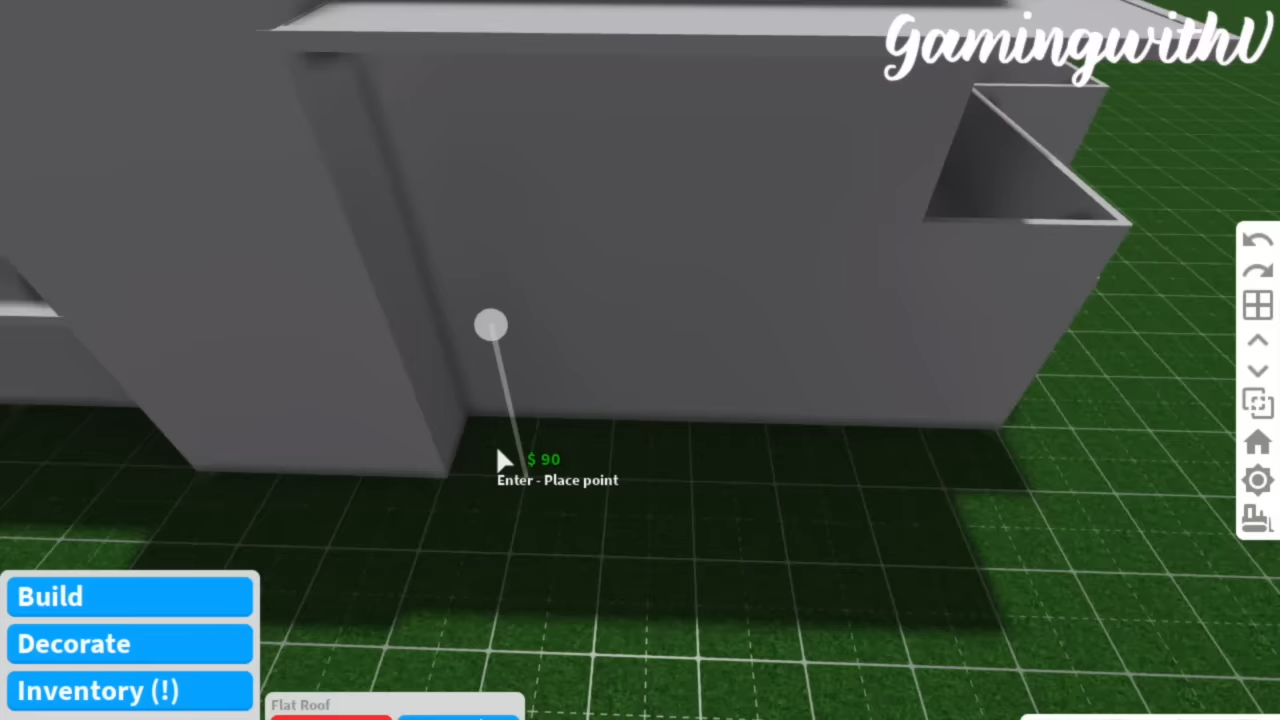 GamingwithV
$ 90
Enter - Place point
Build
Decorate
Inventory (!)
Flat Roof